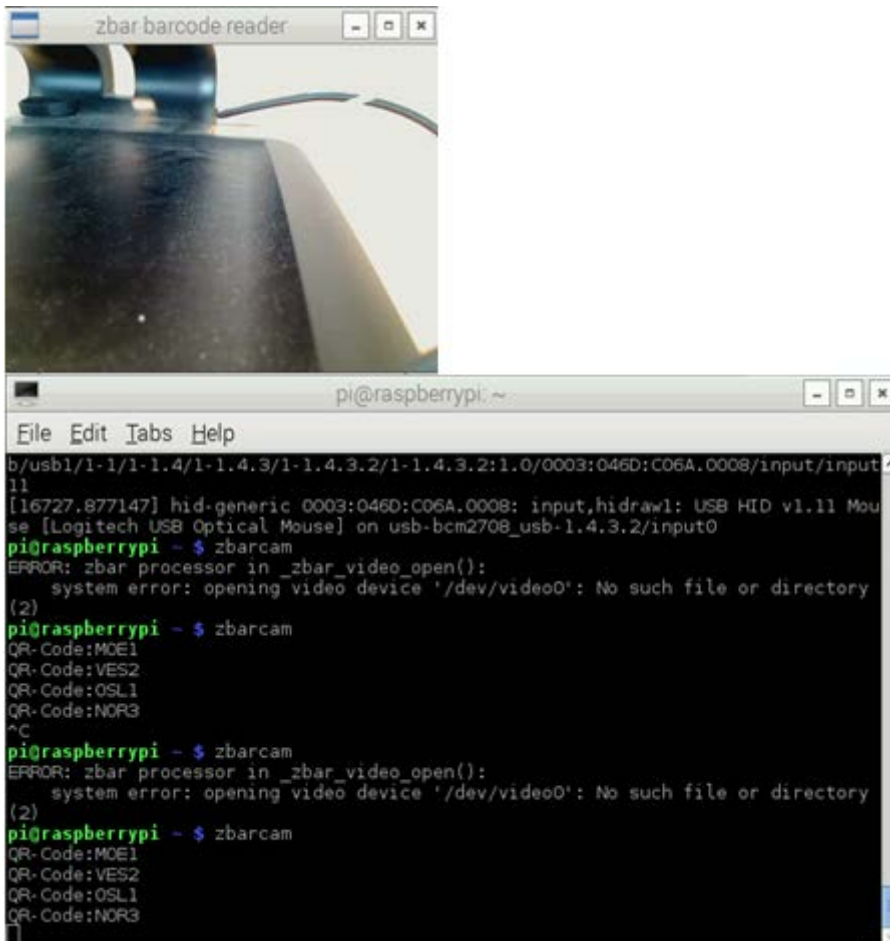 zbar barcode reader
pi@raspberrypi: ~
File Edit Tabs Help
b/usb1/1-1/1-1.4/1-1.4.3/1-1.4.3.2/1-1.4.3.2:1.0/0003:046D:C06A.0008/input/input
11
[16727.877147] hid-generic 0003:046D:C06A.0008: input,hidraw1: USB HID v1.11 Mou
se [Logitech USB Optical Mouse] on usb-bcm2708_usb-1.4.3.2/input0
pi@raspberrypi ~ $ zbarcam
ERROR: zbar processor in _zbar_video_open():
system error: opening video device '/dev/video0': No such file or directory
(2)
pi@raspberrypi ~ $ zbarcam
QR-Code:MOE1
QR-Code:VES2
QR-Code:OSL1
QR-Code:NOR3
^C
pi@raspberrypi ~ $ zbarcam
ERROR: zbar processor in _zbar_video_open():
system error: opening video device '/dev/video0': No such file or directory
(2)
pi@raspberrypi ~ $ zbarcam
QR-Code:MOE1
QR-Code:VES2
QR-Code:OSL1
QR-Code:NOR3